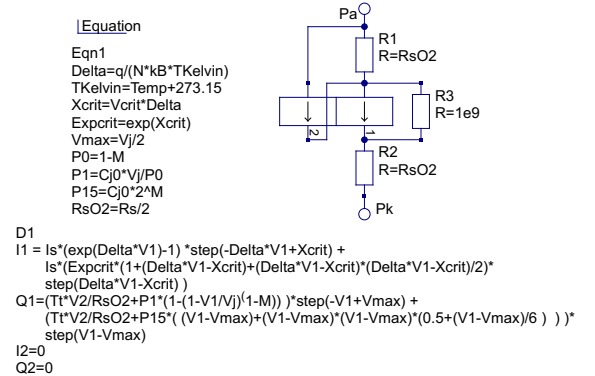 Equation
Eqn1
Delta=q/(N*kB*TKelvin)
TKelvin=Temp+273.15
Xcrit=Vcrit*Delta
Expcrit=exp(Xcrit)
Vmax=Vj/2
P0=1-M
P1=Cj0*Vj/P0
P15=Cj0*2^M
RsO2=Rs/2
Pa
R1
R=RsO2
R3
R=1e9
2
1
R2
R=RsO2
Pk
D1
I1 = Is*(exp(Delta*V1)-1) *step(-Delta*V1+Xcrit) +
Is*(Expcrit*(1+(Delta*V1-Xcrit)+(Delta*V1-Xcrit)*(Delta*V1-Xcrit)/2)*
step(Delta*V1-Xcrit) )
Q1=(Tt*V2/RsO2+P1*(1-(1-V1/Vj)^(1-M)) )*step(-V1+Vmax) +
(Tt*V2/RsO2+P15*( (V1-Vmax)+(V1-Vmax)*(V1-Vmax)*(0.5+(V1-Vmax)/6 ) ) )*
step(V1-Vmax)
I2=0
Q2=0